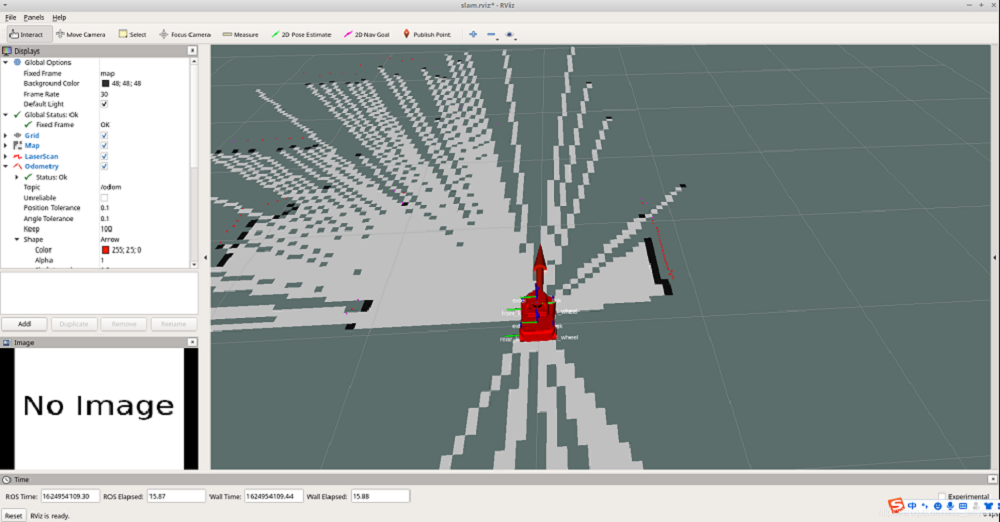 slam.rviz* - RViz
File Panels Help
Interact Move Camera Select Focus Camera Measure 2D Pose Estimate 2D Nav Goal Publish Point
Displays
Global Options
Fixed Frame map
Background Color 48; 48; 48
Frame Rate 30
Default Light
Global Status: Ok
Fixed Frame OK
Grid
Map
LaserScan
Odometry
Status: Ok
Topic /odom
Unreliable
Position Tolerance 0.1
Angle Tolerance 0.1
Keep 100
Shape Arrow
Color 255; 25; 0
Alpha 1
Add Duplicate Remove Rename
Image
No Image
wheel
Time
ROS Time: 1624954109.30 ROS Elapsed: 15.87 Wall Time: 1624954109.44 Wall Elapsed: 15.88
Experimental
Reset RViz is ready.
中